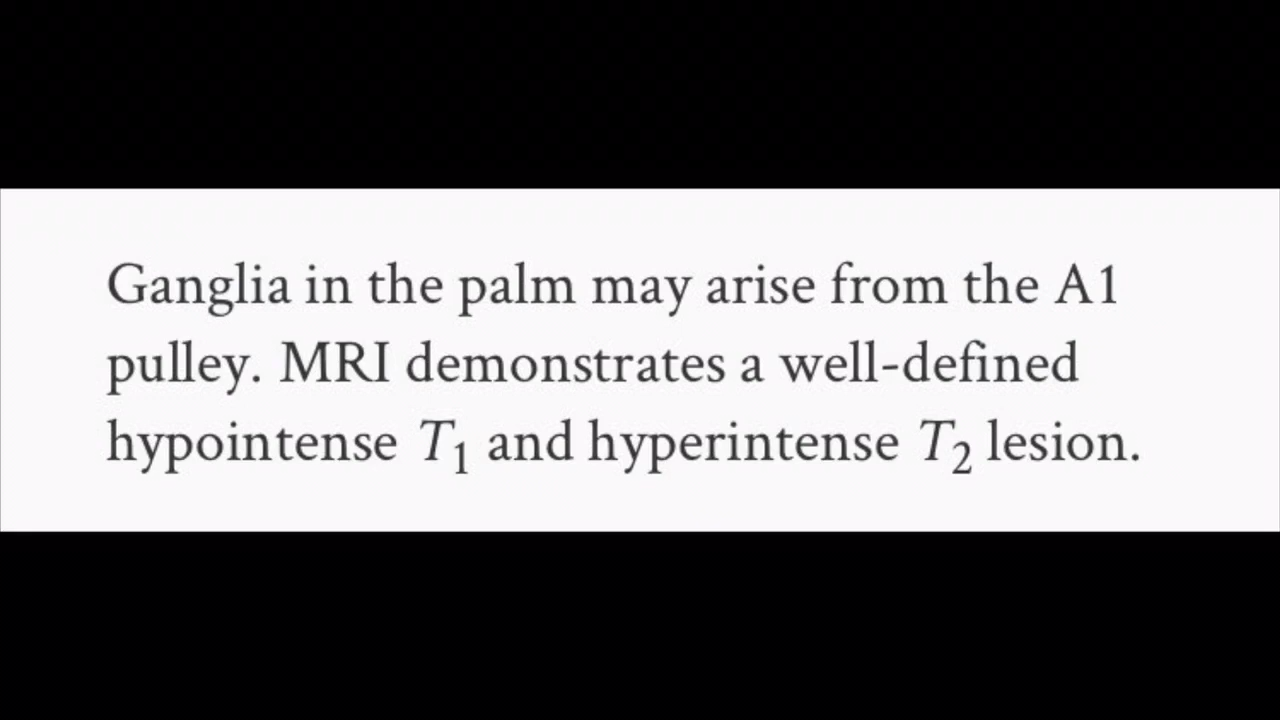 Ganglia in the palm may arise from the A1
pulley. MRI demonstrates a well-defined
hypointense T₁ and hyperintense T₂ lesion.